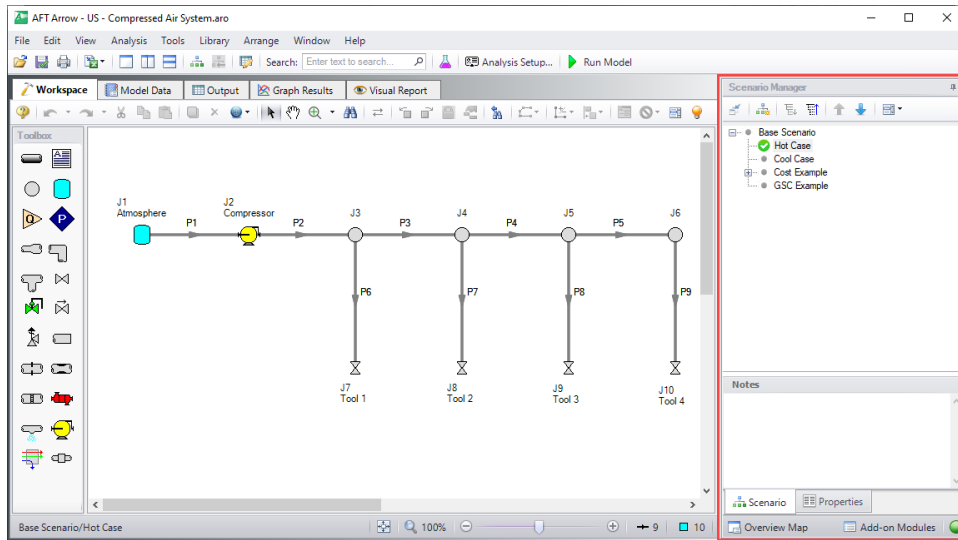 AFT Arrow - US - Compressed Air System.aro
File Edit View Analysis Tools Library Arrange Window Help
Search: Enter text to search... Analysis Setup... Run Model
Workspace Model Data Output Graph Results Visual Report
Scenario Manager
Toolbox
Base Scenario
Hot Case
Cool Case
Cost Example
GSC Example
A
Q P
J1
Atmosphere
P1
J2
Compressor
P2
J3
P3
J4
P4
J5
P5
J6
P6
P7
P8
P9
J7
Tool 1
J8
Tool 2
J9
Tool 3
J10
Tool 4
Notes
Scenario Properties
Base Scenario/Hot Case 100% 9 10 Overview Map Add-on Modules